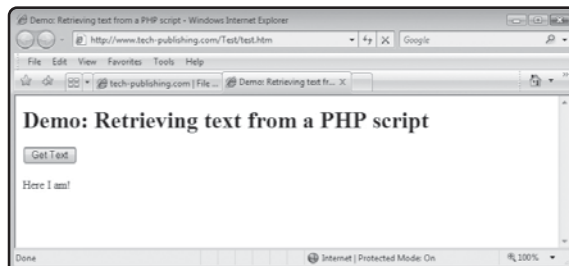 Demo: Retrieving text from a PHP script - Windows Internet Explorer
http://www.tech-publishing.com/Test/test.htm
Google
File Edit View Favorites Tools Help
tech-publishing.com | File ...
Demo: Retrieving text fr... X
Demo: Retrieving text from a PHP script
Get Text
Here I am!
Done
Internet | Protected Mode: On
100%